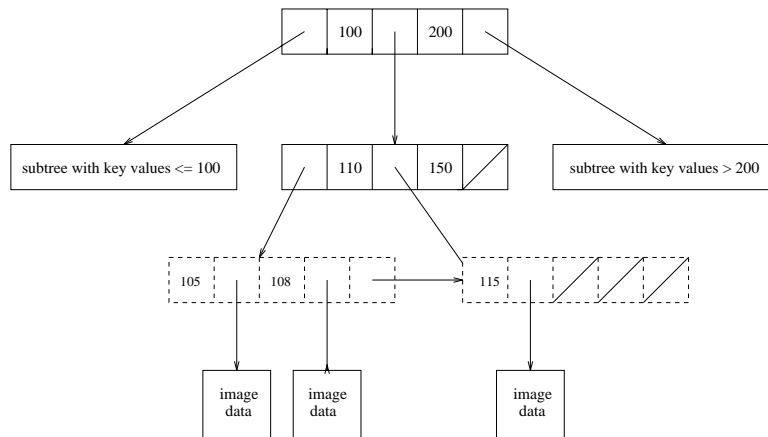 100 200
subtree with key values <= 100
110 150
subtree with key values > 200
105 108
115
image
data
image
data
image
data